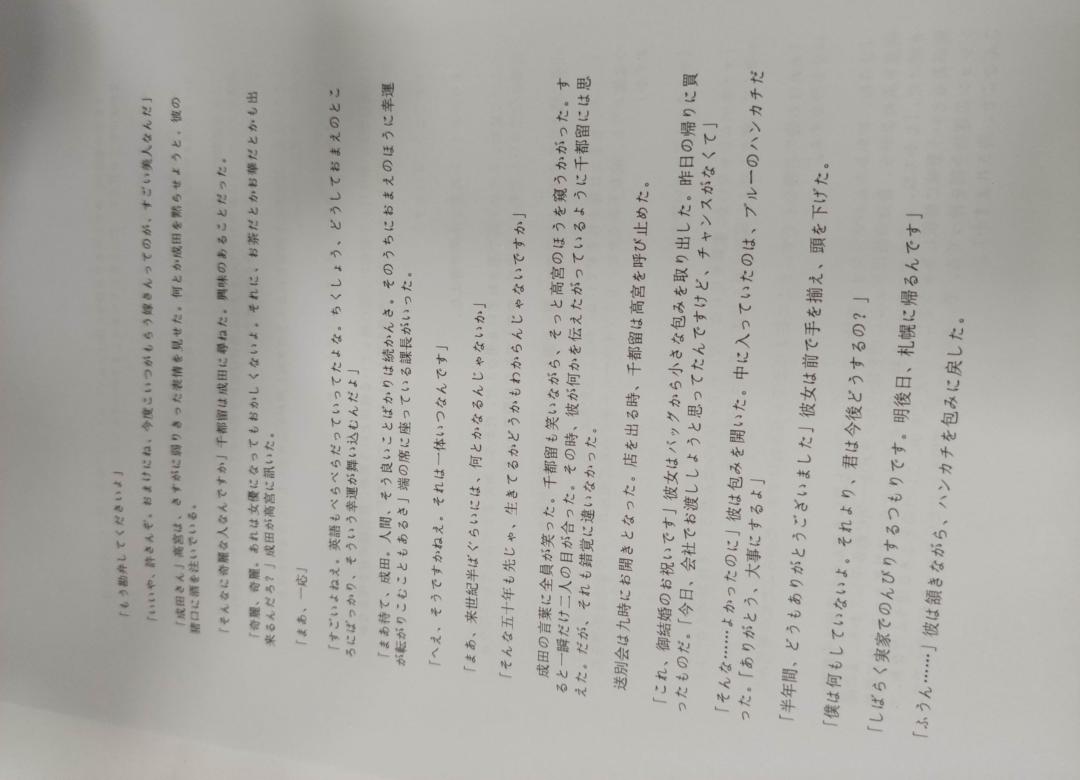 「もう勘弁してくださいよ」
「いいや、許さんぞ。おまけにね、今度こいつがもらう嫁さんってのが、すごい美人なんだ」
「成田さん」高宮は、さすがに弱りきった表情を見せた。何とか成田を黙らせようと、彼の
猪口に酒を注いでいる。
「そんなに奇麗な人なんですか」千都留は成田に尋ねた。興味のあることだった。
「奇麗、奇麗。あれは女優になってもおかしくないよ。それに、お茶だとかお華だとかも出
来るんだろ？」成田が高宮に訊いた。
「まあ、一応」
「すごいよねえ。英語もぺらぺらだっていってたよな。ちくしょう、どうしておまえのとこ
ろにばっかり、そういう幸運が舞い込むんだよ」
「まあ待て、成田。人間、そう良いことばかりは続かんさ。そのうちにおまえのほうに幸運
が転がりこむこともあるさ」端の席に座っている課長がいった。
「へえ、そうですかねえ。それは一体いつなんです」
「まあ、来世紀半ばぐらいには、何とかなるんじゃないか」
「そんな五十年も先じゃ、生きてるかどうかもわからんじゃないですか」
成田の言葉に全員が笑った。千都留も笑いながら、そっと高宮のほうを窺うかがった。す
ると一瞬だけ二人の目が合った。その時、彼が何かを伝えたがっているように千都留には思
えた。だが、それも錯覚に違いなかった。
送別会は九時にお開きとなった。店を出る時、千都留は高宮を呼び止めた。
「これ、御結婚のお祝いです」彼女はバッグから小さな包みを取り出した。昨日の帰りに買
ったものだ。「今日、会社でお渡ししようと思ってたんですけど、チャンスがなくて」
「そんな……よかったのに」彼は包みを開いた。中に入っていたのは、ブルーのハンカチだ
った。「ありがとう、大事にするよ」
「半年間、どうもありがとうございました」彼女は前で手を揃え、頭を下げた。
「僕は何もしていないよ。それより、君は今後どうするの？」
「しばらく実家でのんびりするつもりです。明後日、札幌に帰るんです」
「ふうん……」彼は頷きながら、ハンカチを包みに戻した。